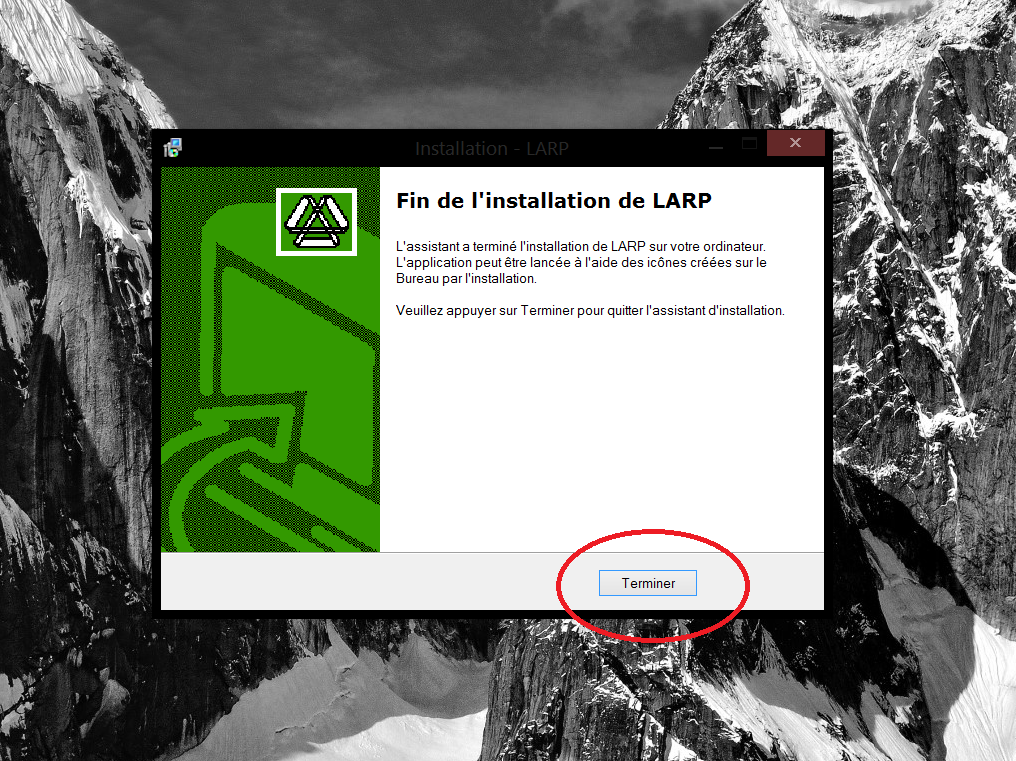 Installation - LARP
Fin de l'installation de LARP
L'assistant a terminé l'installation de LARP sur votre ordinateur.
L'application peut être lancée à l'aide des icônes créées sur le
Bureau par l'installation.
Veuillez appuyer sur Terminer pour quitter l'assistant d'installation.
Terminer